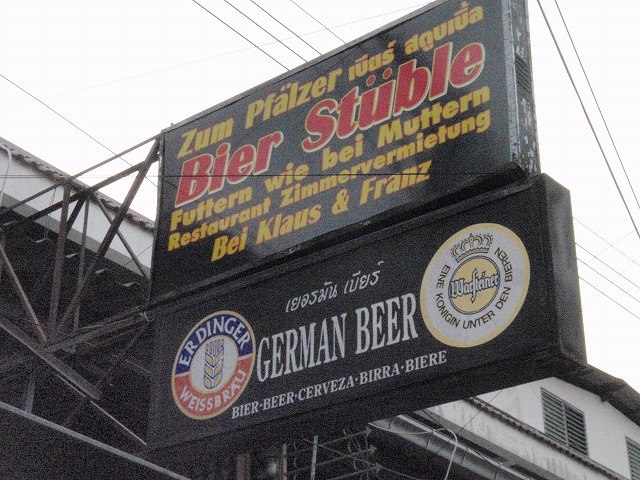 Zum Pfälzer เบียร์ สตูบเบิ้ล
Bier Stüble
Futtern wie bei Muttern
Restaurant Zimmervermietung
Bei Klaus & Franz
เยอรมัน เบียร์
GERMAN BEER
BIER·BEER·CERVEZA·BIRRA·BIERE
ERDINGER
WEISSBRÄU
Warsteiner
EINE KÖNIGIN UNTER DEN BIEREN